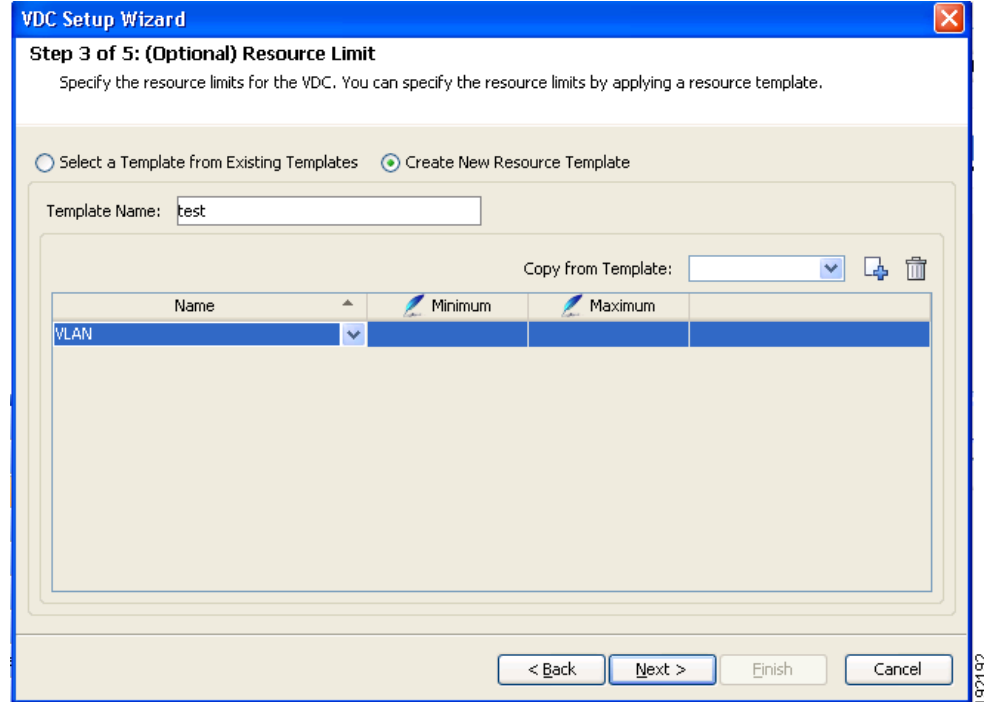 VDC Setup Wizard
Step 3 of 5: (Optional) Resource Limit
Specify the resource limits for the VDC. You can specify the resource limits by applying a resource template.
Select a Template from Existing Templates
Create New Resource Template
Template Name: test
Copy from Template:
Name Minimum Maximum
VLAN
< Back Next > Finish Cancel
192192